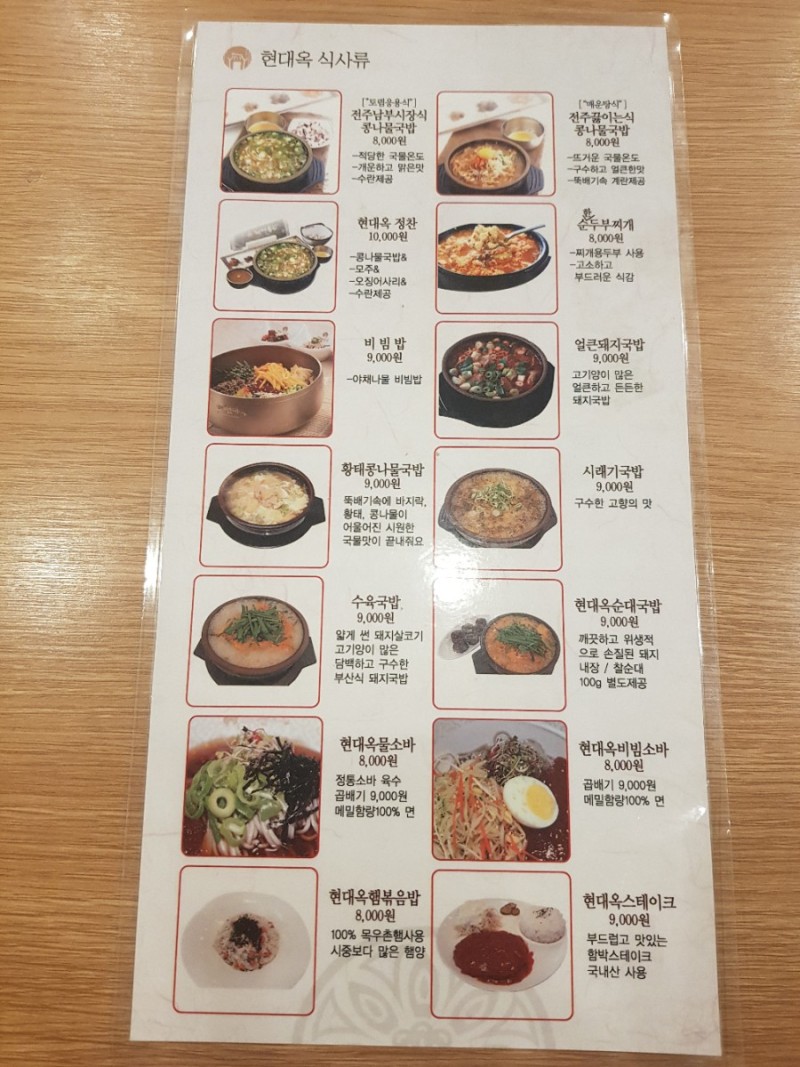 현대옥 식사류
["토렴응용식"]
전주남부시장식
콩나물국밥
8,000원
-적당한 국물온도
-개운하고 맑은맛
-수란제공
["매운탕식"]
전주끓이는식
콩나물국밥
8,000원
-뜨거운 국물온도
-구수하고 얼큰한맛
-뚝배기속 계란제공
현대옥 정찬
10,000원
-콩나물국밥&
-모주&
-오징어사리&
-수란제공
순두부찌개
8,000원
-찌개용두부 사용
-고소하고
부드러운 식감
비빔밥
9,000원
-야채나물 비빔밥
얼큰돼지국밥
9,000원
고기양이 많은
얼큰하고 든든한
돼지국밥
황태콩나물국밥
9,000원
뚝배기속에 바지락,
황태, 콩나물이
어울어진 시원한
국물맛이 끝내줘요
시래기국밥
9,000원
구수한 고향의 맛
수육국밥
9,000원
얇게 썬 돼지살코기
고기양이 많은
담백하고 구수한
부산식 돼지국밥
현대옥순대국밥
9,000원
깨끗하고 위생적
으로 손질된 돼지
내장 / 찰순대
100g 별도제공
현대옥물소바
8,000원
정통소바 육수
곱배기 9,000원
메밀함량100% 면
현대옥비빔소바
8,000원
곱배기 9,000원
메밀함량100% 면
현대옥햄볶음밥
8,000원
100% 목우촌햄사용
시중보다 많은 햄양
현대옥스테이크
9,000원
부드럽고 맛있는
함박스테이크
국내산 사용